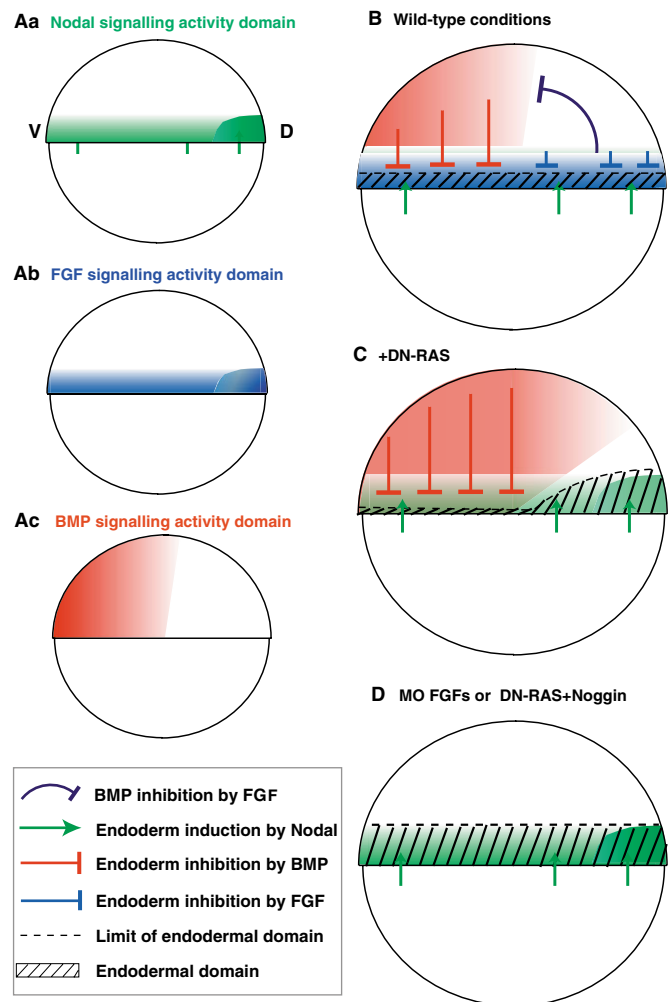 Aa Nodal signalling activity domain
V
D
Ab FGF signalling activity domain
Ac BMP signalling activity domain
B Wild-type conditions
C +DN-RAS
D MO FGFs or DN-RAS+Noggin
BMP inhibition by FGF
Endoderm induction by Nodal
Endoderm inhibition by BMP
Endoderm inhibition by FGF
Limit of endodermal domain
Endodermal domain